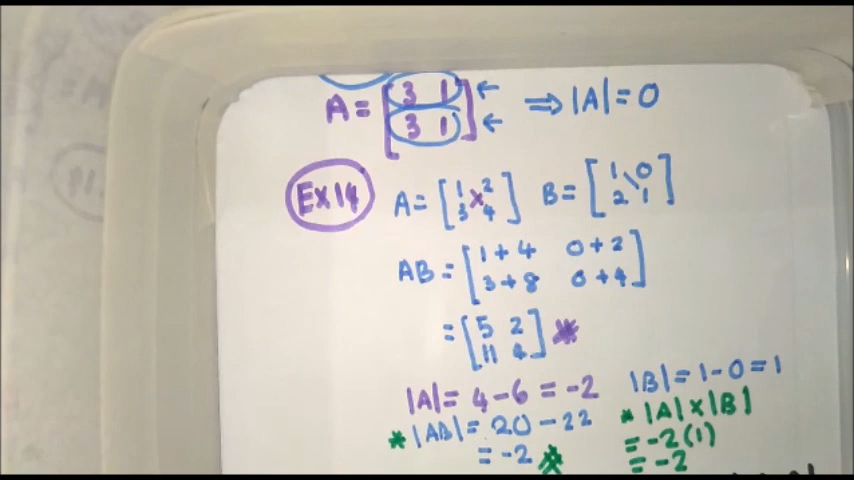 A = [ 3 1 ] ← ⇒ |A| = 0
[ 3 1 ] ←
Ex 14 A = [ 1 2 ] B = [ 1 0 ]
[ 3 4 ] [ 2 1 ]
AB = [ 1 + 4 0 + 2 ]
[ 3 + 8 0 + 4 ]
= [ 5 2 ] *
[ 11 4 ]
|A| = 4 - 6 = -2 |B| = 1 - 0 = 1
* |AB| = 20 - 22
= -2 *
* |A| x |B|
= -2 (1)
= -2